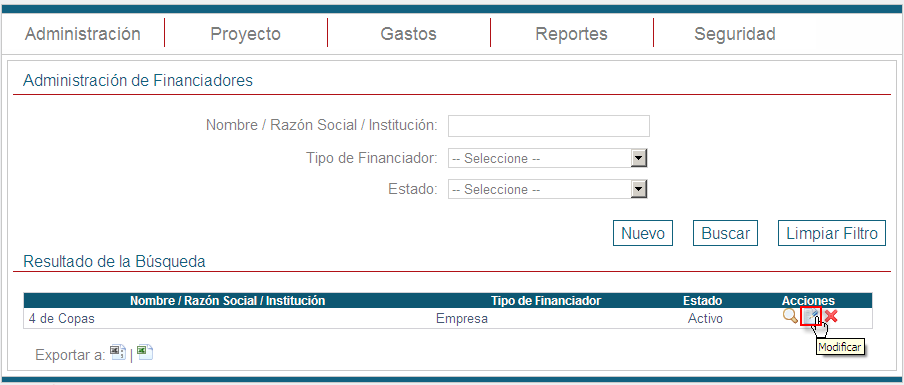 Administración Proyecto Gastos Reportes Seguridad
Administración de Financiadores
Nombre / Razón Social / Institución:
Tipo de Financiador: -- Seleccione --
Estado: -- Seleccione --
Nuevo Buscar Limpiar Filtro
Resultado de la Búsqueda
Nombre / Razón Social / Institución Tipo de Financiador Estado Acciones
4 de Copas Empresa Activo
Modificar
Exportar a: |